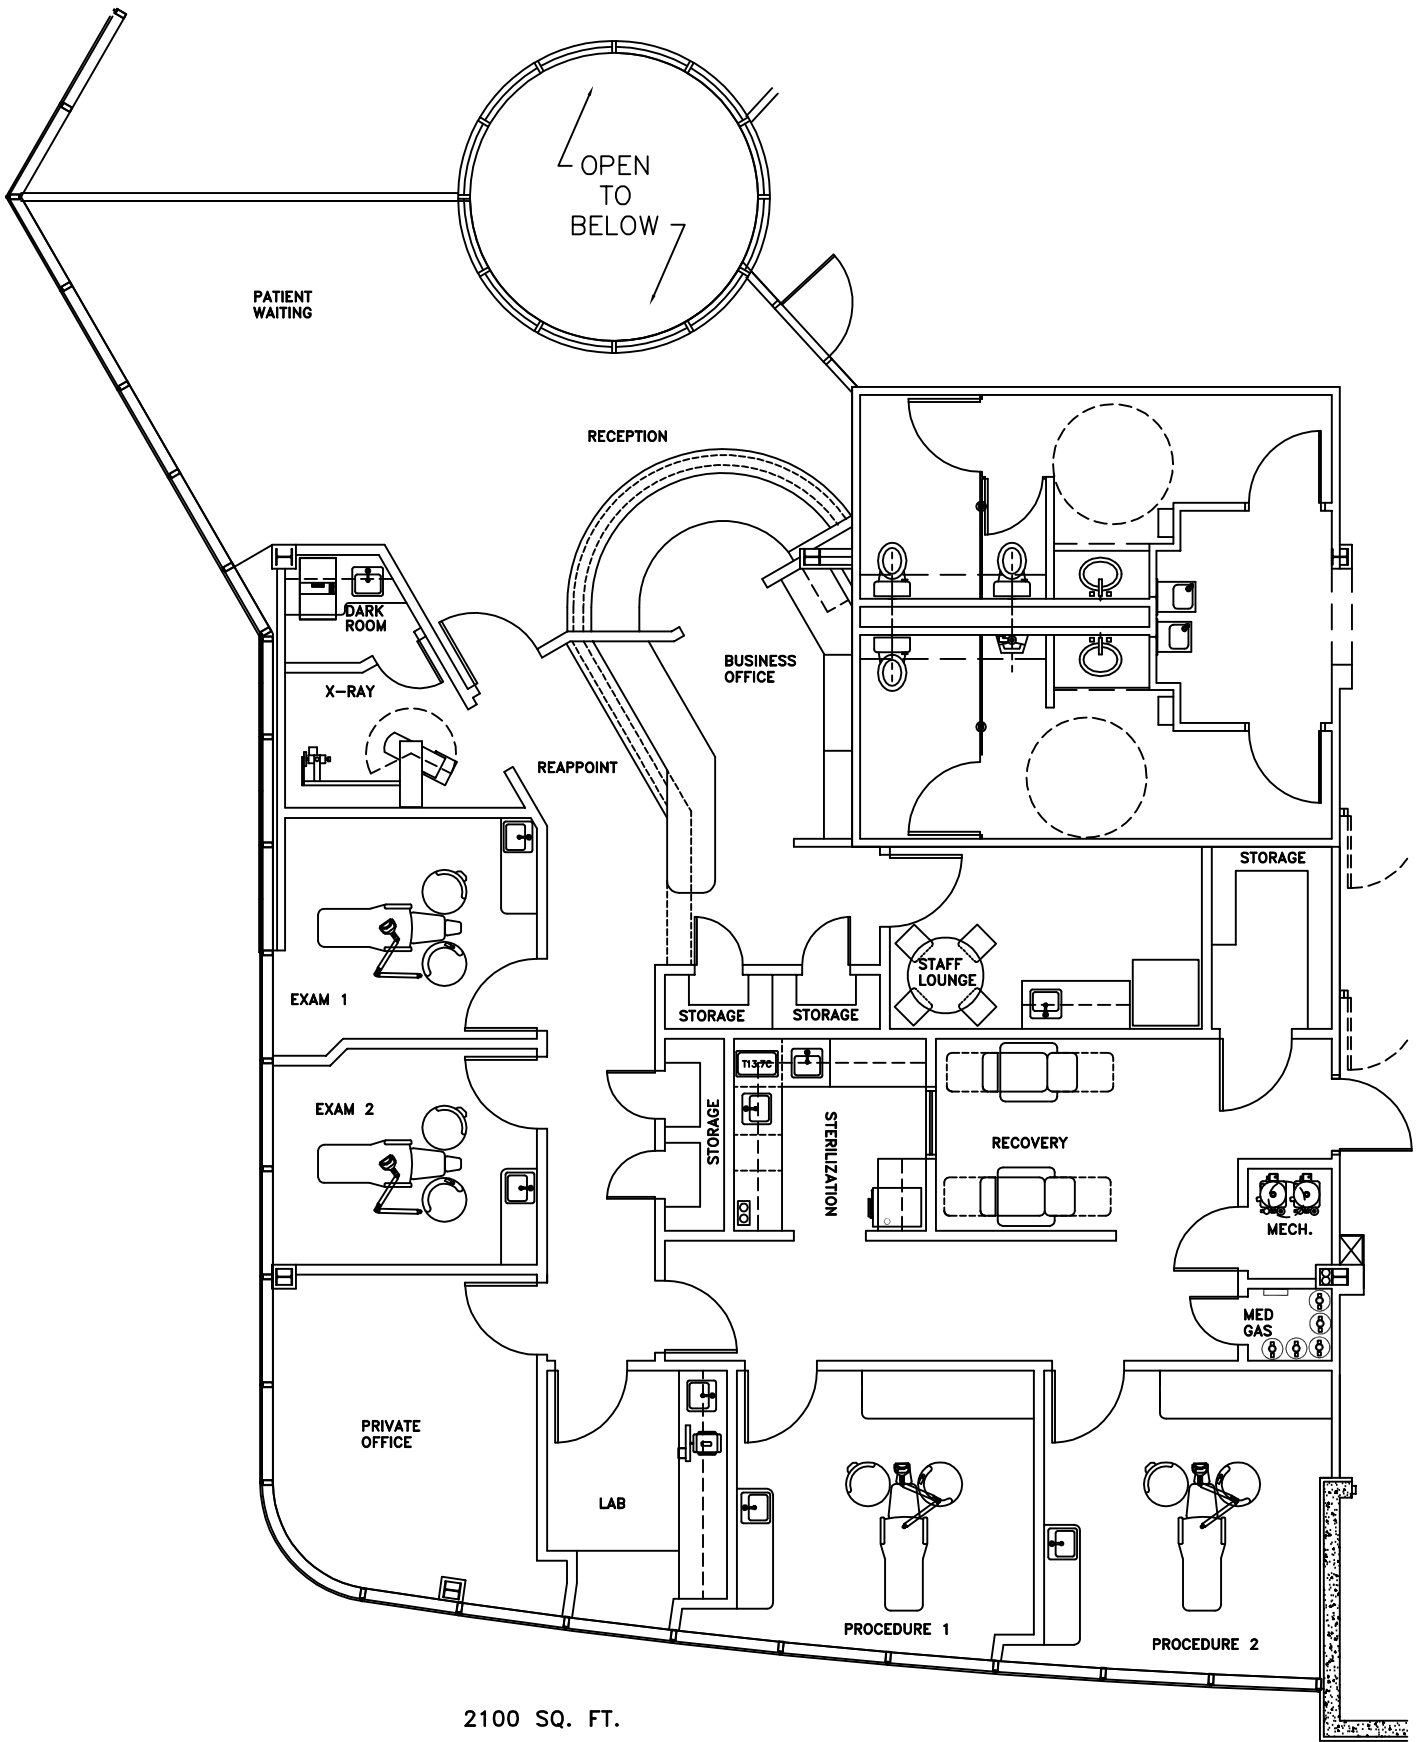 OPEN
TO
BELOW
PATIENT
WAITING
RECEPTION
DARK
ROOM
X-RAY
BUSINESS
OFFICE
REAPPOINT
STORAGE
STAFF
LOUNGE
EXAM 1
STORAGE
STORAGE
EXAM 2
STORAGE
STERILIZATION
RECOVERY
MECH.
MED
GAS
PRIVATE
OFFICE
LAB
PROCEDURE 1
PROCEDURE 2
2100 SQ. FT.